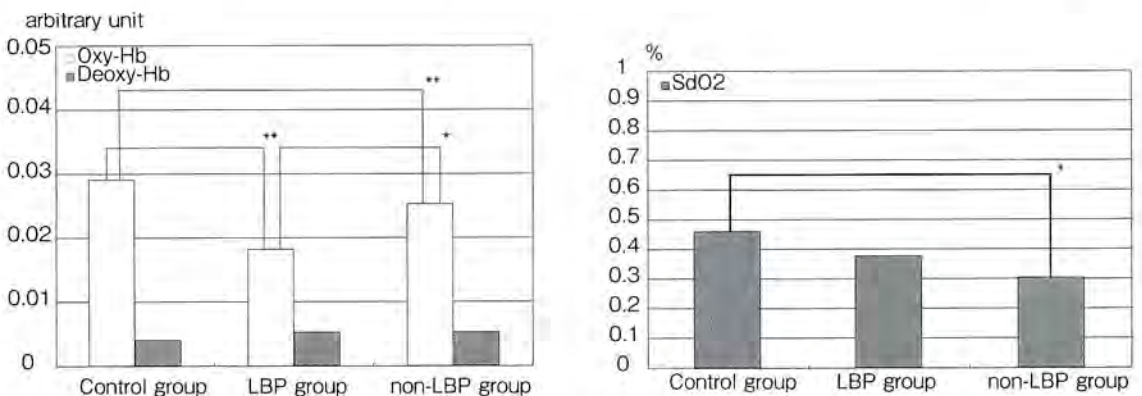 arbitrary unit
0.05
0.04
0.03
0.02
0.01
0
Oxy-Hb
Deoxy-Hb
**
**
*
Control group
LBP group
non-LBP group
%
1
0.9
0.8
0.7
0.6
0.5
0.4
0.3
0.2
0.1
0
SdO2
*
Control group
LBP group
non-LBP group